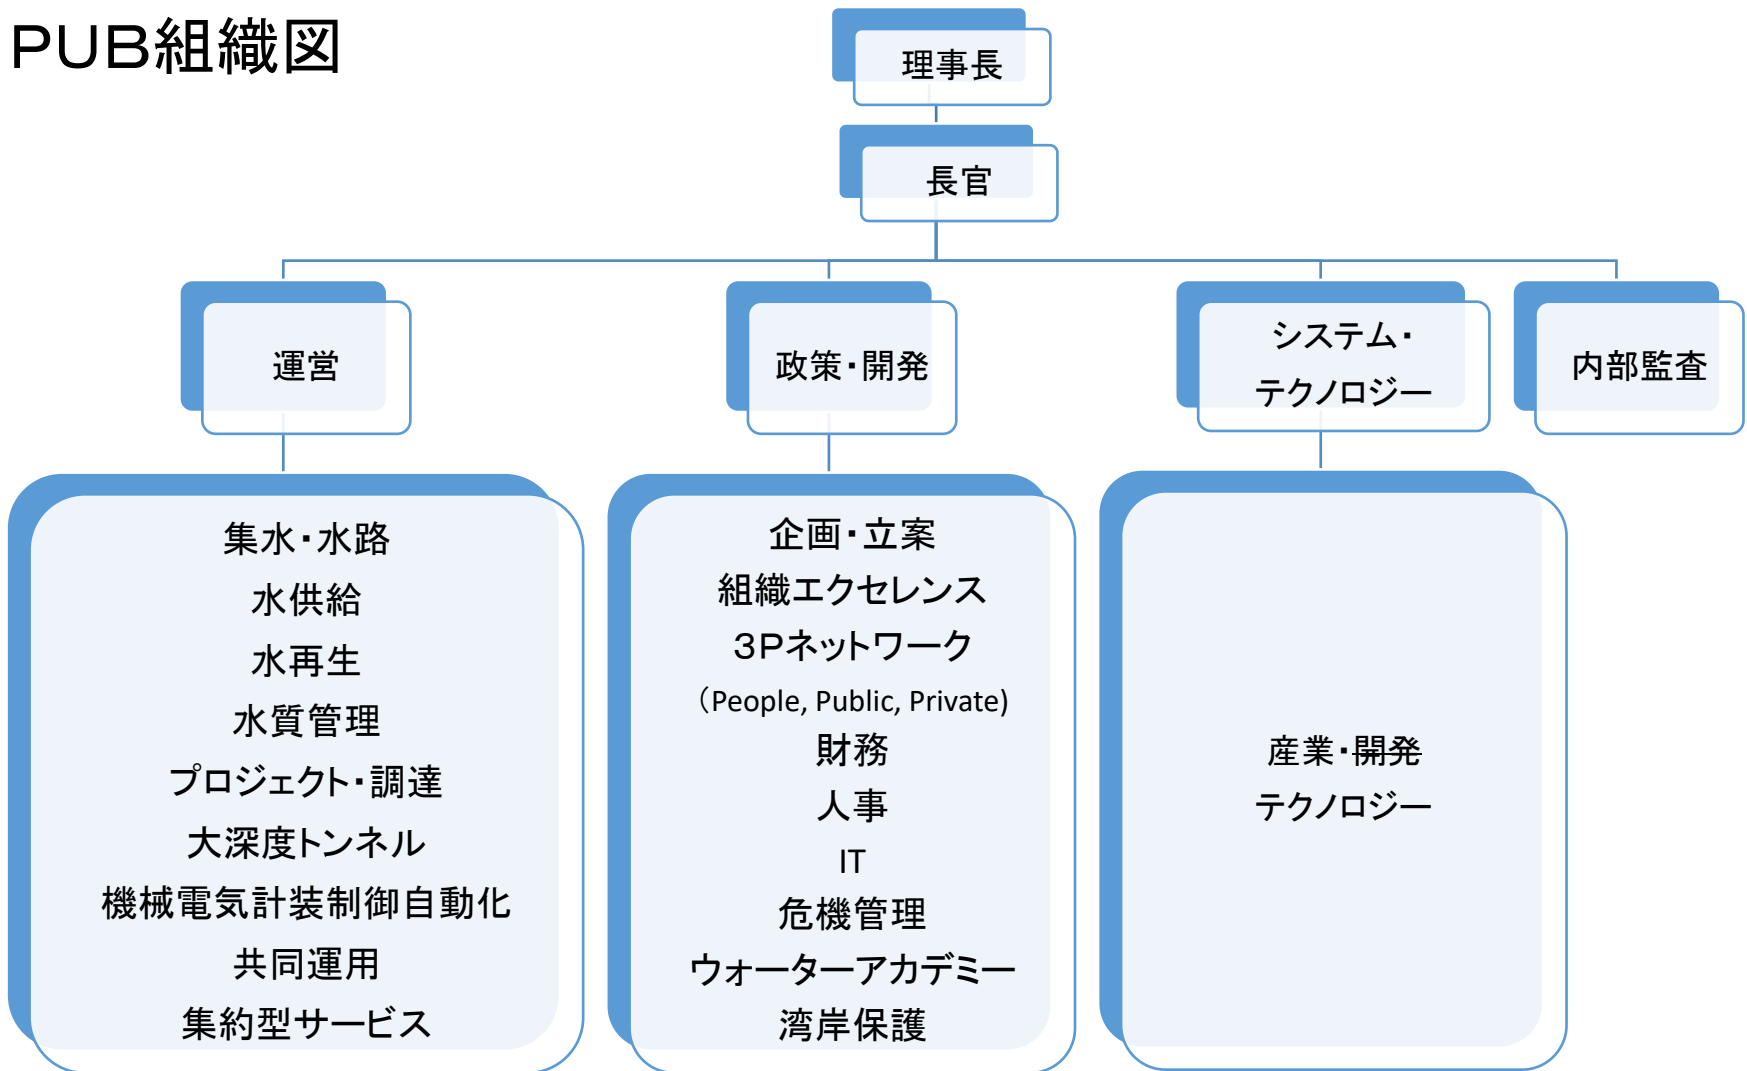 PUB組織図
理事長
長官
運営
政策・開発
システム・
テクノロジー
内部監査
集水・水路
水供給
水再生
水質管理
プロジェクト・調達
大深度トンネル
機械電気計装制御自動化
共同運用
集約型サービス
企画・立案
組織エクセレンス
3Pネットワーク
（People, Public, Private)
財務
人事
IT
危機管理
ウォーターアカデミー
湾岸保護
産業・開発
テクノロジー